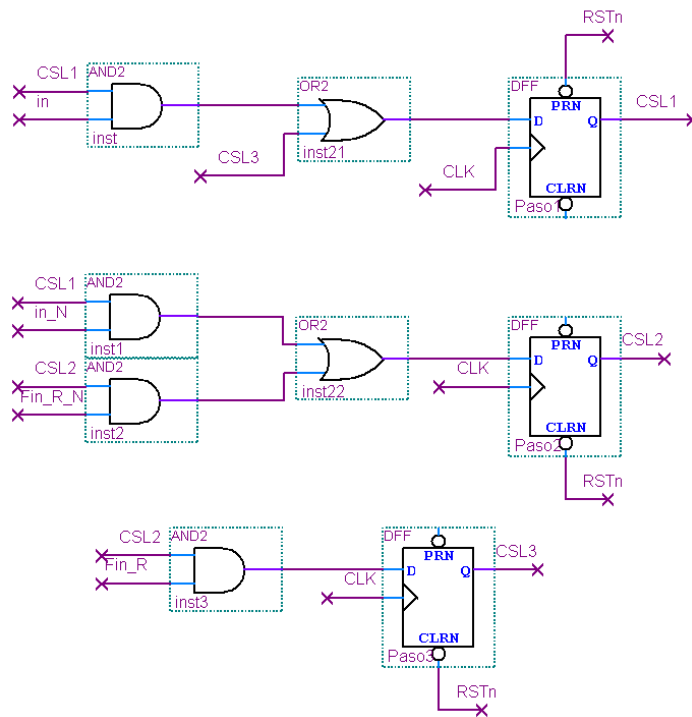 RSTn
CSL1 AND2
in
inst
OR2
CSL3
inst21
DFF
PRN
D Q
CSL1
CLK
CLRN
Paso1
CSL1 AND2
in_N
inst1
CSL2 AND2
Fin_R_N
inst2
OR2
inst22
DFF
PRN
D Q
CSL2
CLK
CLRN
Paso2
RSTn
CSL2 AND2
Fin_R
inst3
DFF
PRN
D Q
CSL3
CLK
CLRN
Paso3
RSTn